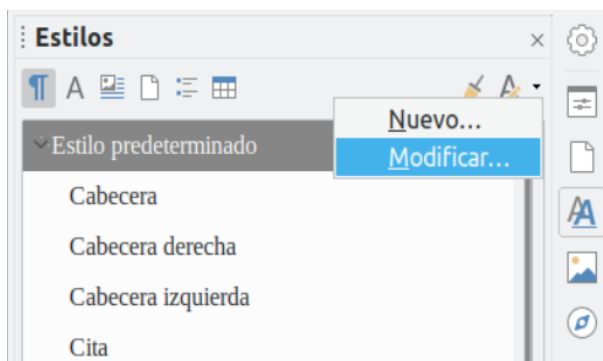 Estilos
Nuevo...
Modificar...
Estilo predeterminado
Cabecera
Cabecera derecha
Cabecera izquierda
Cita